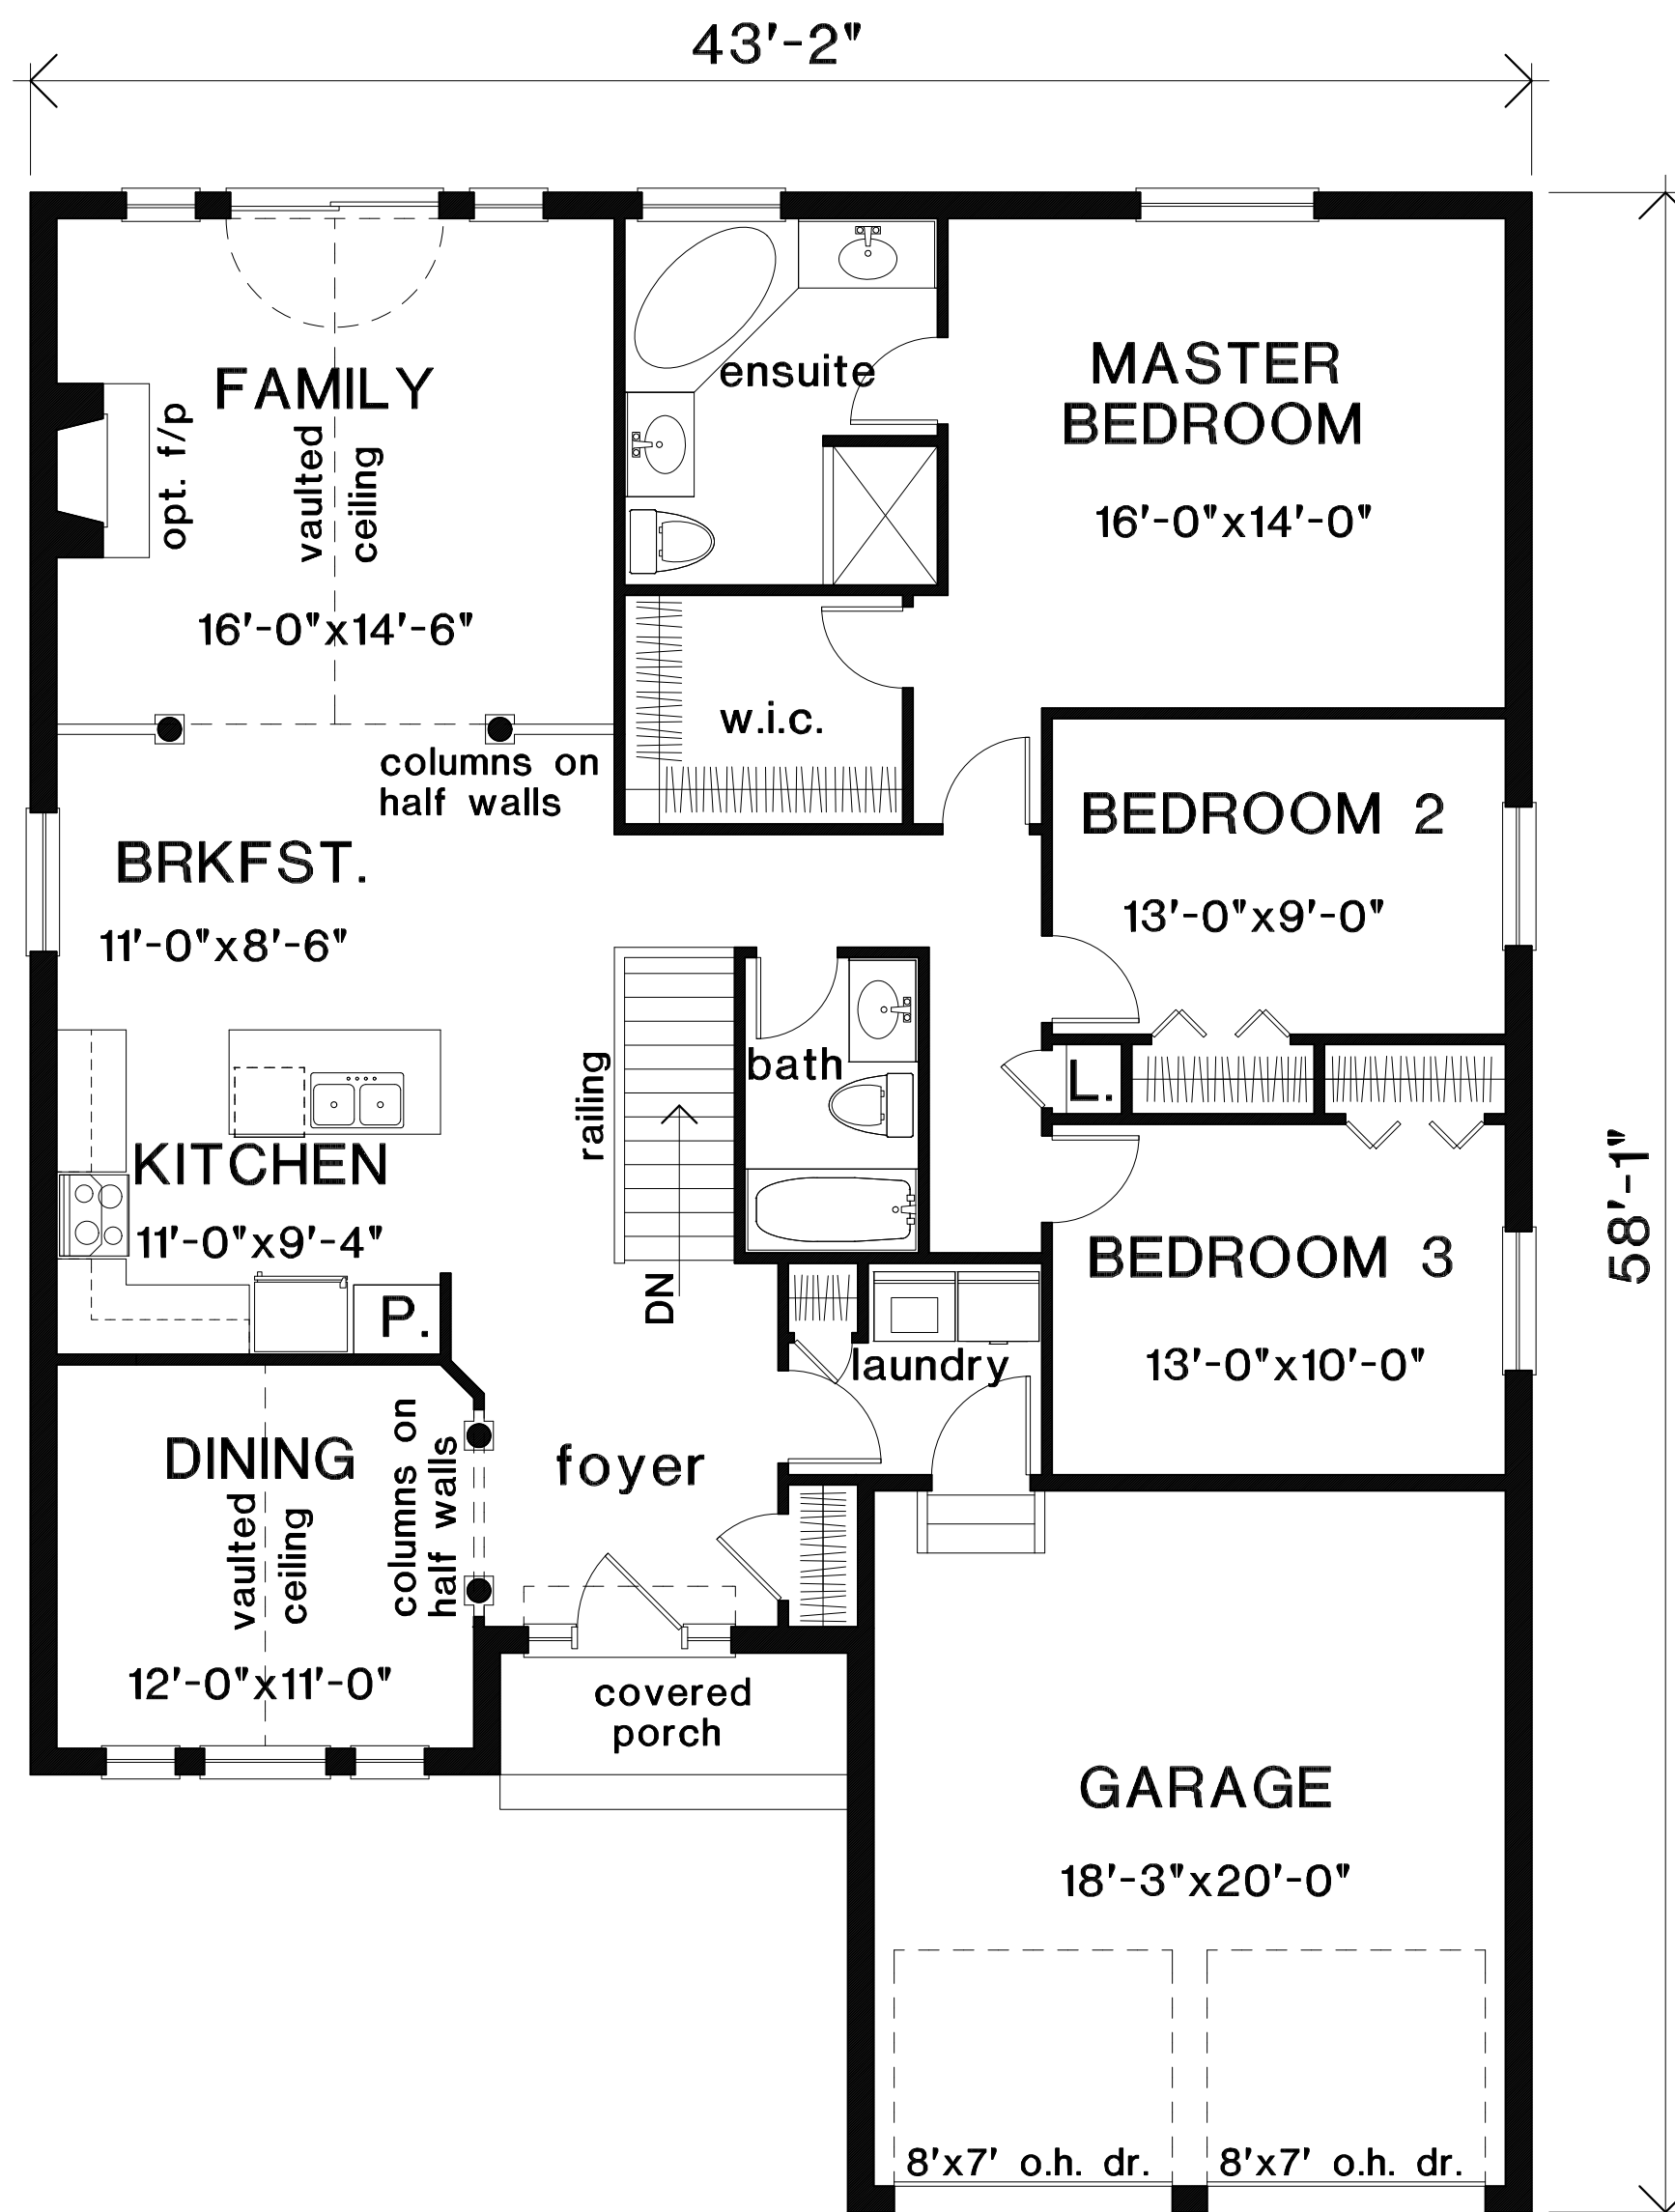 43'-2"
FAMILY
opt. f/p
vaulted
ceiling
16'-0"x14'-6"
ensuite
MASTER
BEDROOM
16'-0"x14'-0"
w.i.c.
columns on
half walls
BRKFST.
11'-0"x8'-6"
BEDROOM 2
13'-0"x9'-0"
railing
DN
bath
L.
KITCHEN
11'-0"x9'-4"
P.
58'-1"
BEDROOM 3
13'-0"x10'-0"
laundry
DINING
vaulted
ceiling
12'-0"x11'-0"
columns on
half walls
foyer
covered
porch
GARAGE
18'-3"x20'-0"
8'x7' o.h. dr.
8'x7' o.h. dr.